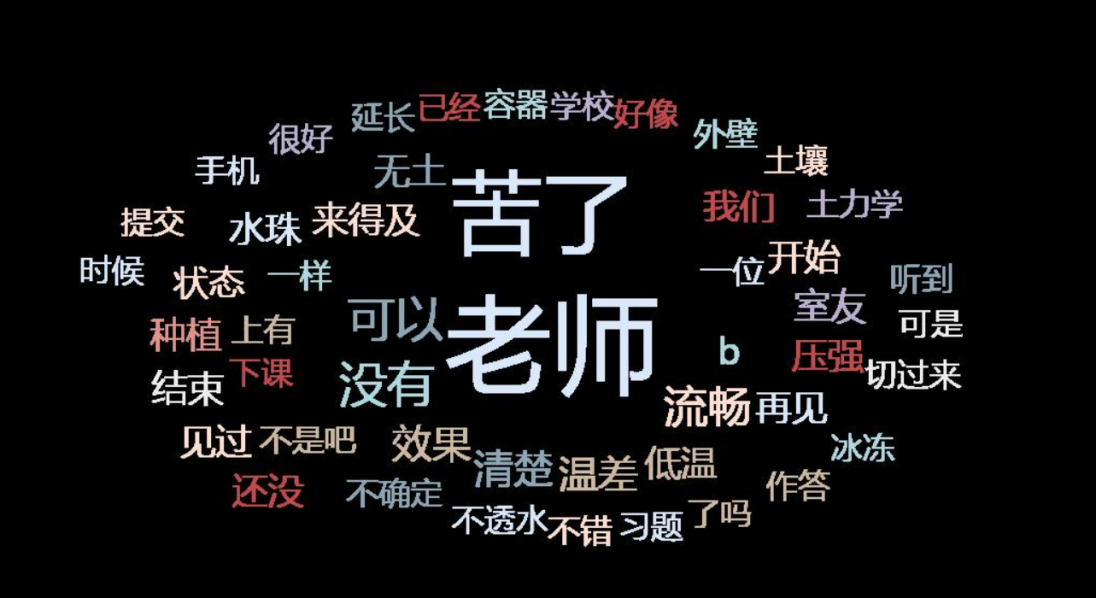 延长 已经 容器 学校 好像
很好 外壁
手机 无土 土壤
苦了
提交 水珠 来得及 我们 土力学
时候 状态 一样 一位 开始 听到
种植 上有 可以 老师 室友 可是
结束 下课 没有 b 压强 切过来
流畅 再见
见过 不是吧 效果 清楚 温差 低温 冰冻
还没 不确定 作答
不透水 不错 习题 了吗